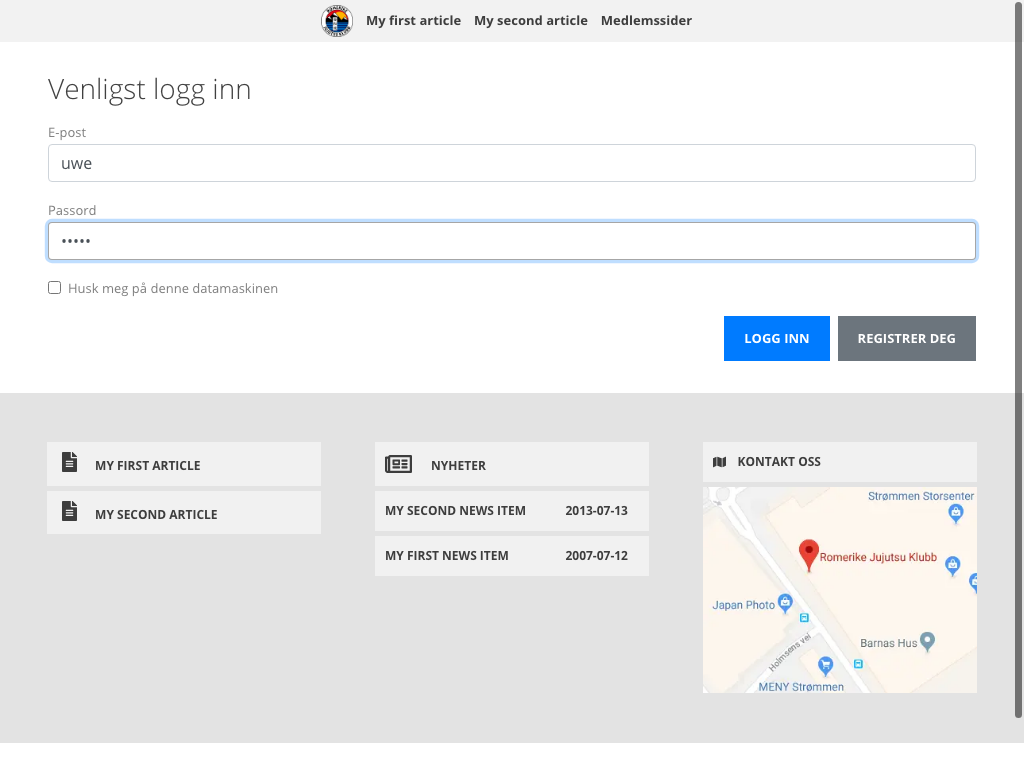 My first article My second article Medlemssider
Venligst logg inn
E-post
uwe
Passord
•••••
Husk meg på denne datamaskinen
LOGG INN REGISTRER DEG
MY FIRST ARTICLE
MY SECOND ARTICLE
NYHETER
MY SECOND NEWS ITEM 2013-07-13
MY FIRST NEWS ITEM 2007-07-12
KONTAKT OSS
Strømmen Storsenter
Romerike Jujutsu Klubb
Japan Photo
Barnas Hus
Holmsens vei
MENY Strømmen